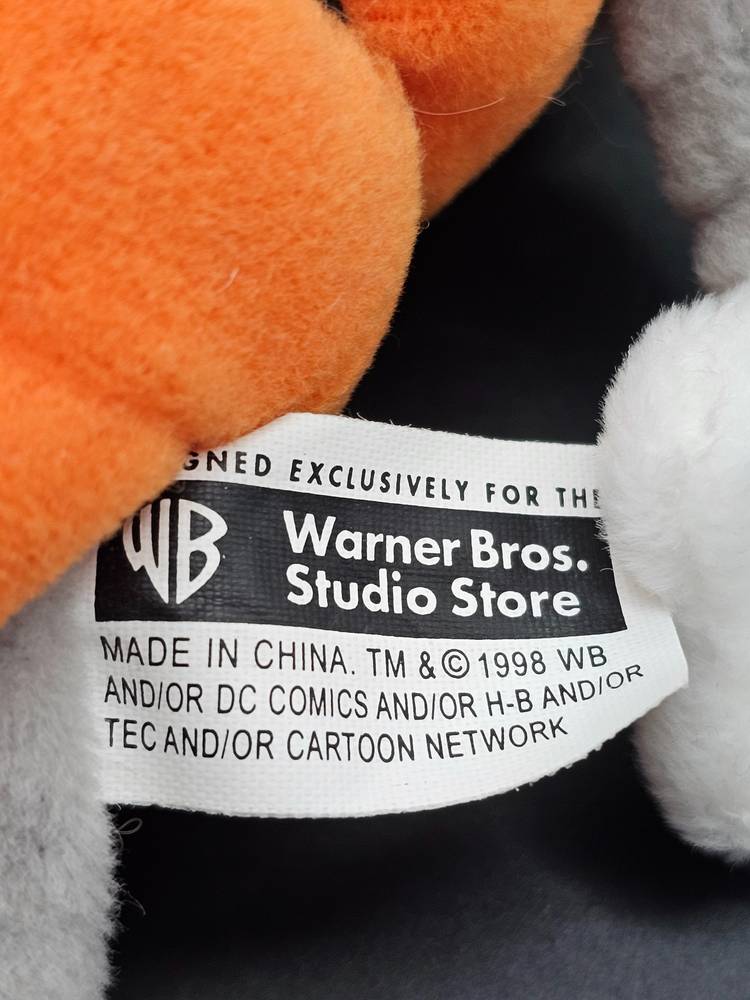 GNED EXCLUSIVELY FOR THE
WB
Warner Bros.
Studio Store
MADE IN CHINA. TM & © 1998 WB
AND/OR DC COMICS AND/OR H-B AND/OR
TEC AND/OR CARTOON NETWORK